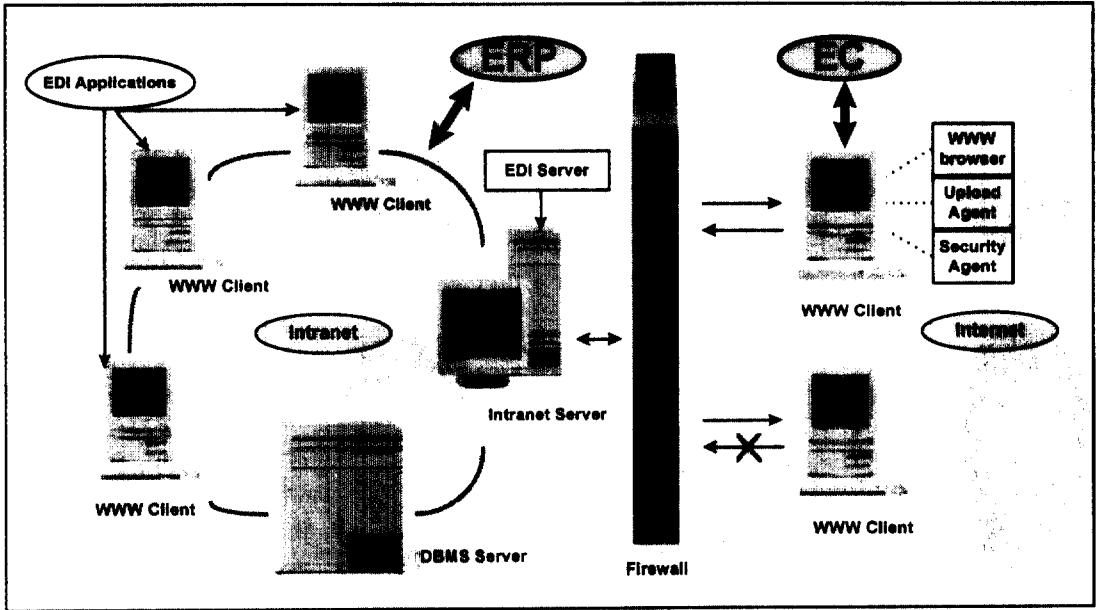 ERP
EC
EDI Applications
WWW
browser
EDI Server
Upload
Agent
WWW Client
Security
Agent
WWW Client
WWW Client
Intranet
Internet
Intranet Server
WWW Client
WWW Client
DBMS Server
Firewall